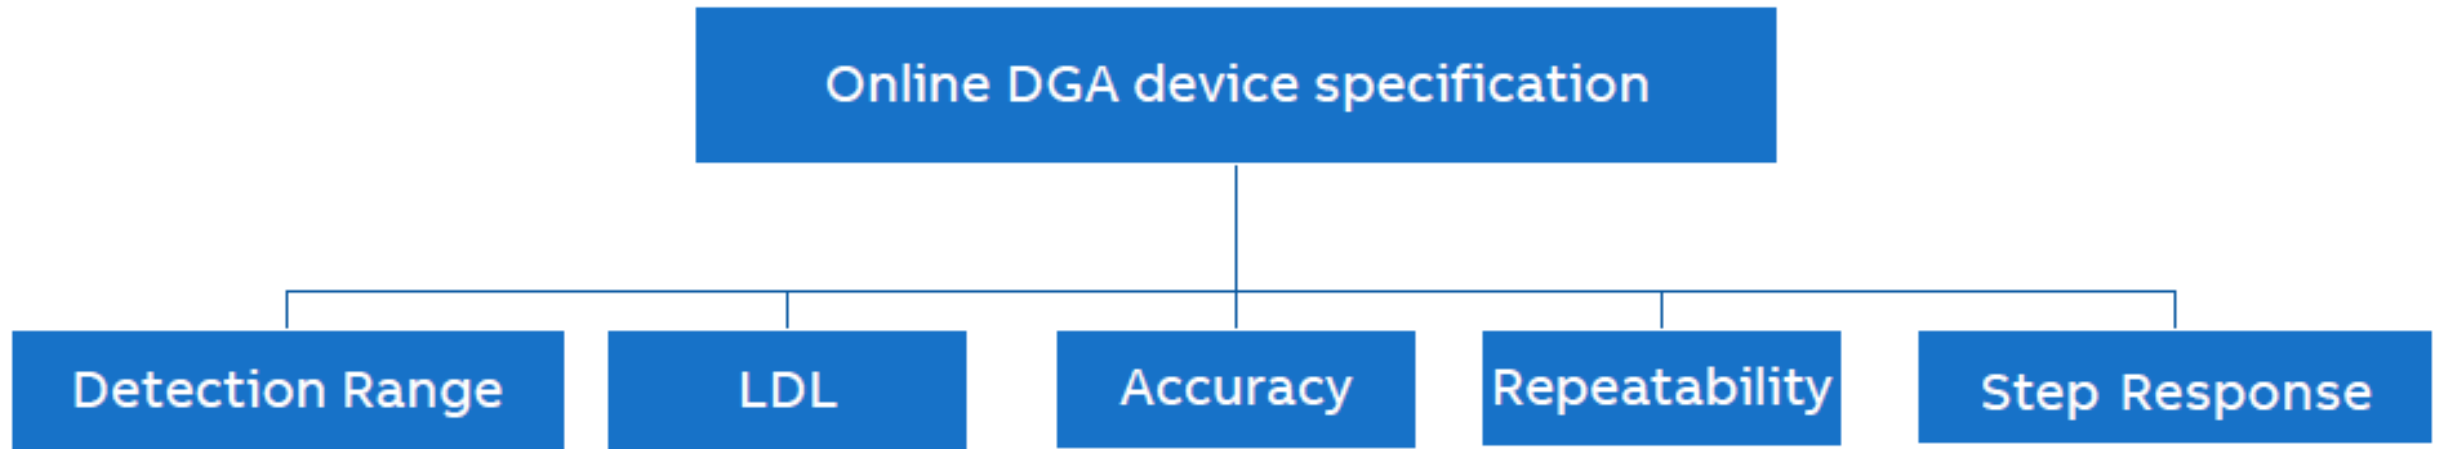 Online DGA device specification
Detection Range
LDL
Accuracy
Repeatability
Step Response